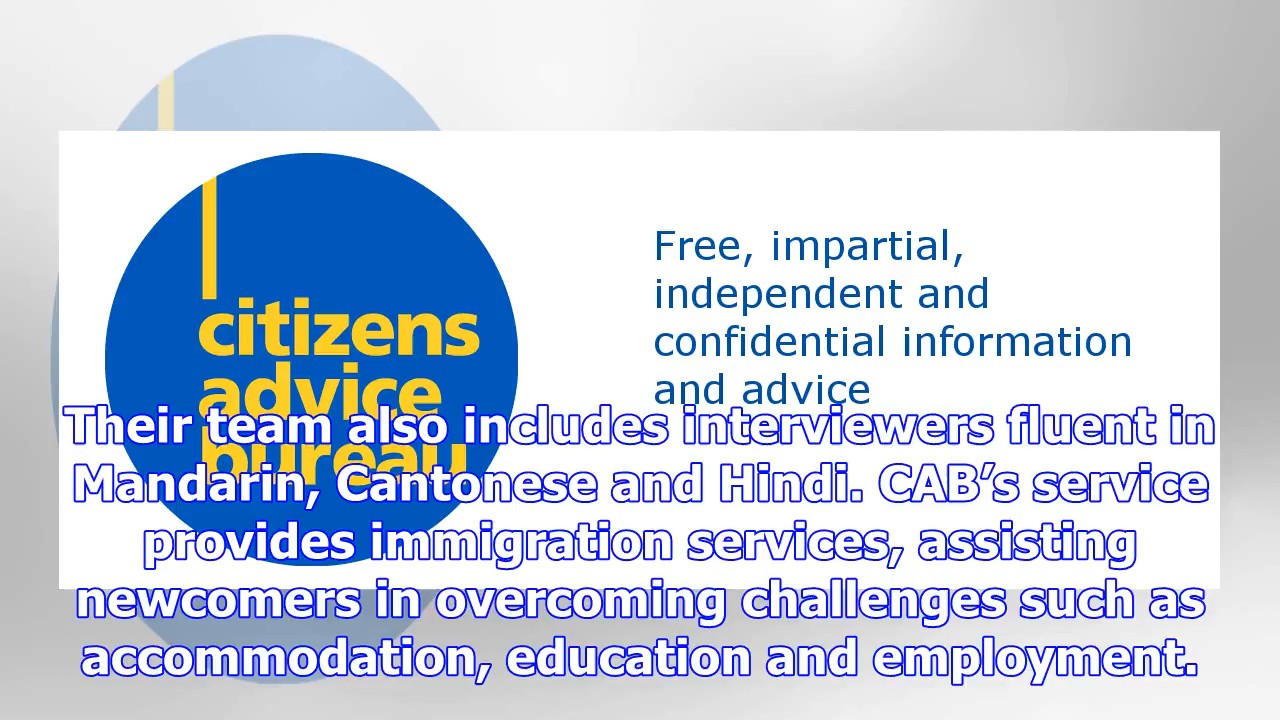 citizens
advice
bureau
Free, impartial,
independent and
confidential information
and advice
Their team also includes interviewers fluent in
Mandarin, Cantonese and Hindi. CAB’s service
provides immigration services, assisting
newcomers in overcoming challenges such as
accommodation, education and employment.